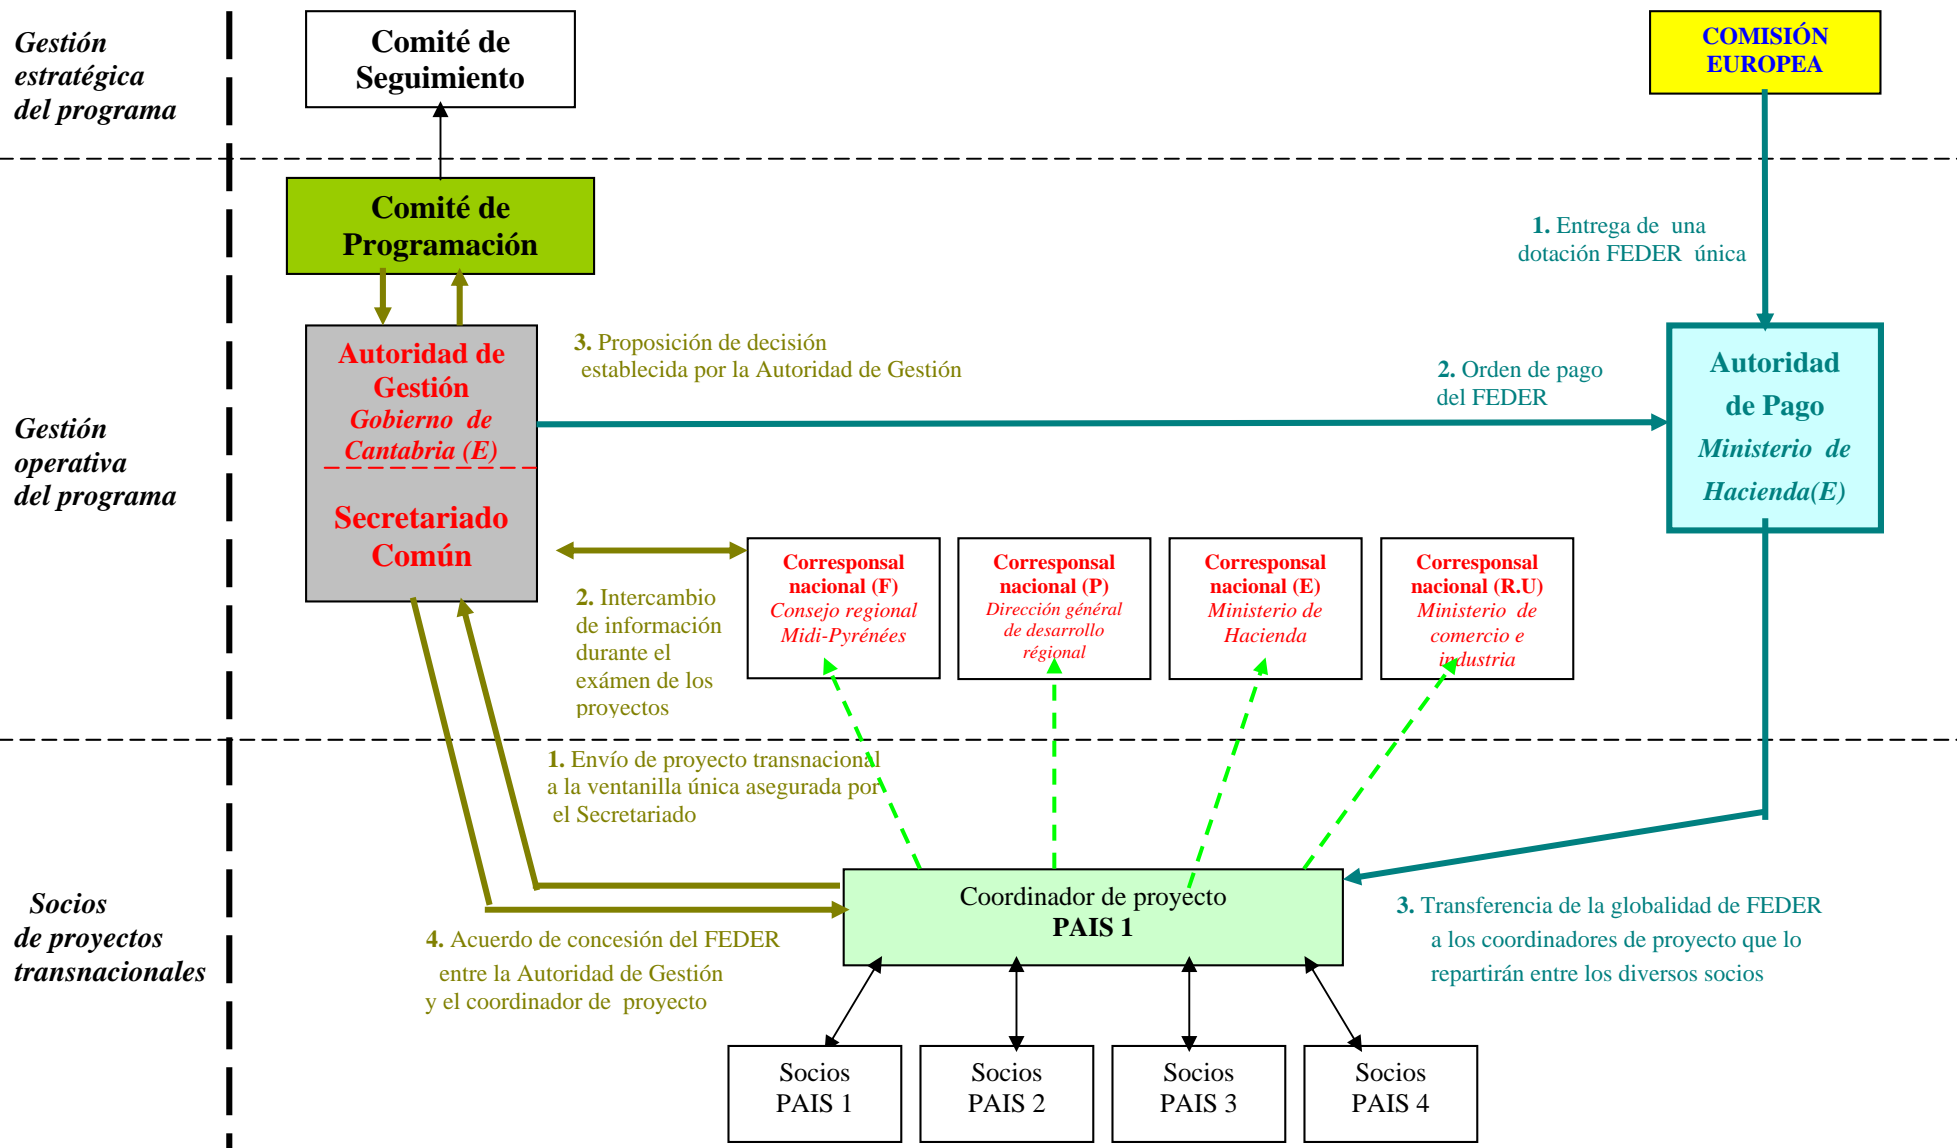 Gestión
estratégica
del programa
Comité de
Seguimiento
COMISIÓN
EUROPEA
Comité de
Programación
1. Entrega de una
dotación FEDER única
Gestión
operativa
del programa
Autoridad de
Gestión
Gobierno de
Cantabria (E)
Secretariado
Común
3. Proposición de decisión
establecida por la Autoridad de Gestión
2. Orden de pago
del FEDER
Autoridad
de Pago
Ministerio de
Hacienda(E)
2. Intercambio
de información
durante el
exámen de los
proyectos
Corresponsal
nacional (F)
Consejo regional
Midi-Pyrénées
Corresponsal
nacional (P)
Dirección général
de desarrollo
régional
Corresponsal
nacional (E)
Ministerio de
Hacienda
Corresponsal
nacional (R.U)
Ministerio de
comercio e
industria
1. Envío de proyecto transnacional
a la ventanilla única asegurada por
el Secretariado
Socios
de proyectos
transnacionales
Coordinador de proyecto
PAIS 1
4. Acuerdo de concesión del FEDER
entre la Autoridad de Gestión
y el coordinador de proyecto
3. Transferencia de la globalidad de FEDER
a los coordinadores de proyecto que lo
repartirán entre los diversos socios
Socios
PAIS 1
Socios
PAIS 2
Socios
PAIS 3
Socios
PAIS 4